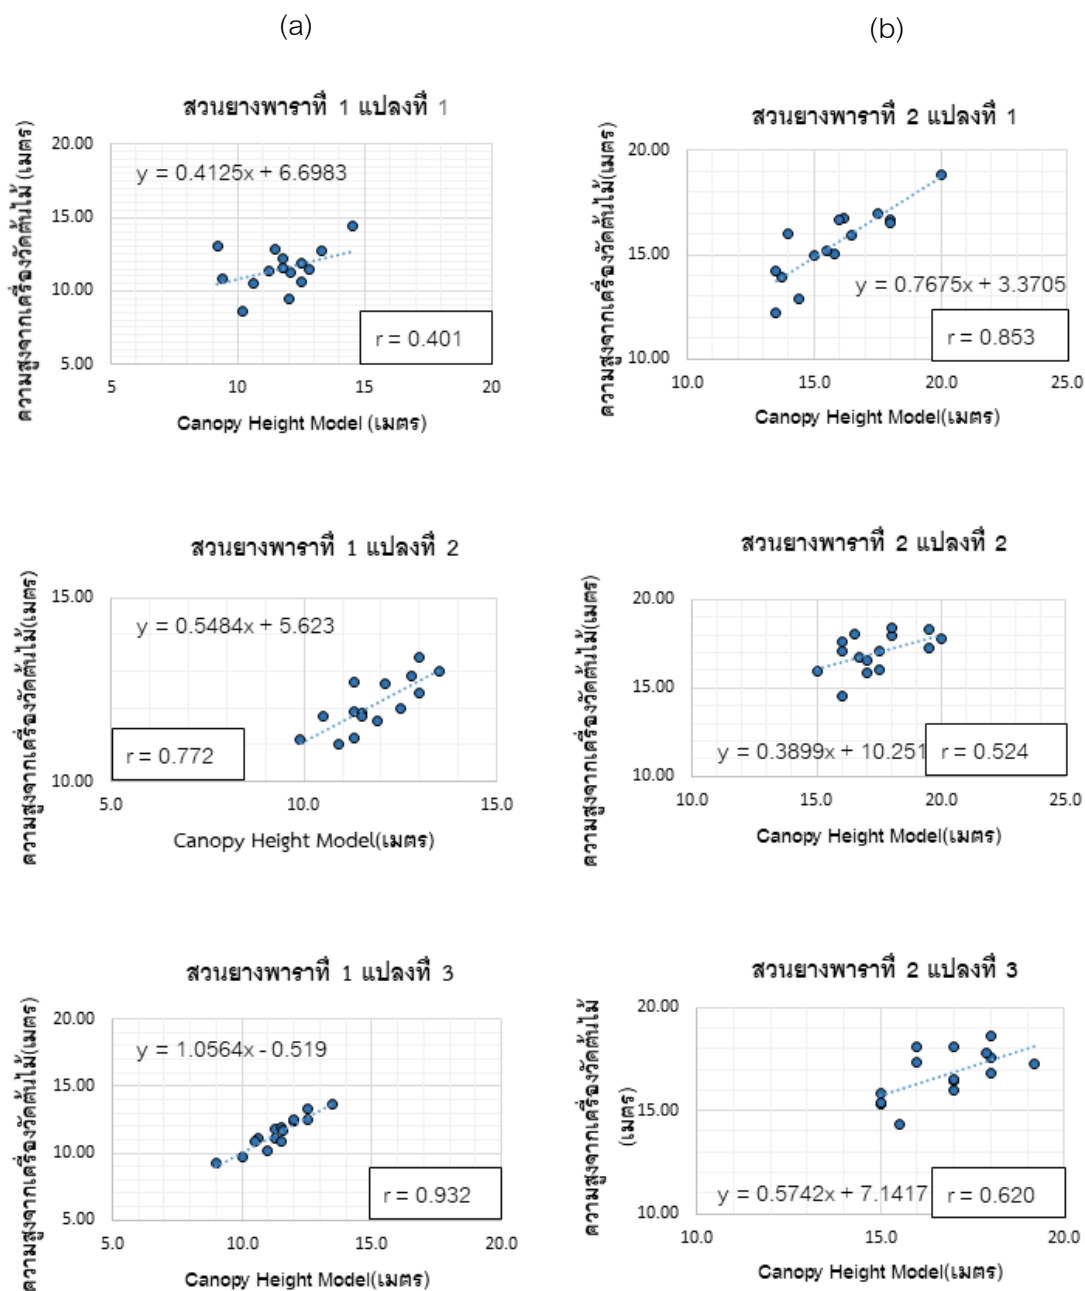 (a)
(b)
สวนยางพาราที่ 1 แปลงที่ 1
ความสูงจากเครื่องวัดต้นไม้ (เมตร)
20.00
15.00
10.00
5.00
y = 0.4125x + 6.6983
r = 0.401
5
10
15
20
Canopy Height Model (เมตร)
สวนยางพาราที่ 2 แปลงที่ 1
ความสูงจากเครื่องวัดต้นไม้(เมตร)
20.00
15.00
10.00
y = 0.7675x + 3.3705
r = 0.853
10.0
15.0
20.0
25.0
Canopy Height Model(เมตร)
สวนยางพาราที่ 1 แปลงที่ 2
ความสูงจากเครื่องวัดต้นไม้(เมตร)
15.00
10.00
y = 0.5484x + 5.623
r = 0.772
5.0
10.0
15.0
Canopy Height Model(เมตร)
สวนยางพาราที่ 2 แปลงที่ 2
ความสูงจากเครื่องวัดต้นไม้(เมตร)
20.00
15.00
10.00
y = 0.3899x + 10.251
r = 0.524
10.0
15.0
20.0
25.0
Canopy Height Model(เมตร)
สวนยางพาราที่ 1 แปลงที่ 3
ความสูงจากเครื่องวัดต้นไม้(เมตร)
20.00
15.00
10.00
5.00
y = 1.0564x - 0.519
r = 0.932
5.0
10.0
15.0
20.0
Canopy Height Model(เมตร)
สวนยางพาราที่ 2 แปลงที่ 3
ความสูงจากเครื่องวัดต้นไม้
(เมตร)
20.00
15.00
10.00
y = 0.5742x + 7.1417
r = 0.620
10.0
15.0
20.0
Canopy Height Model(เมตร)